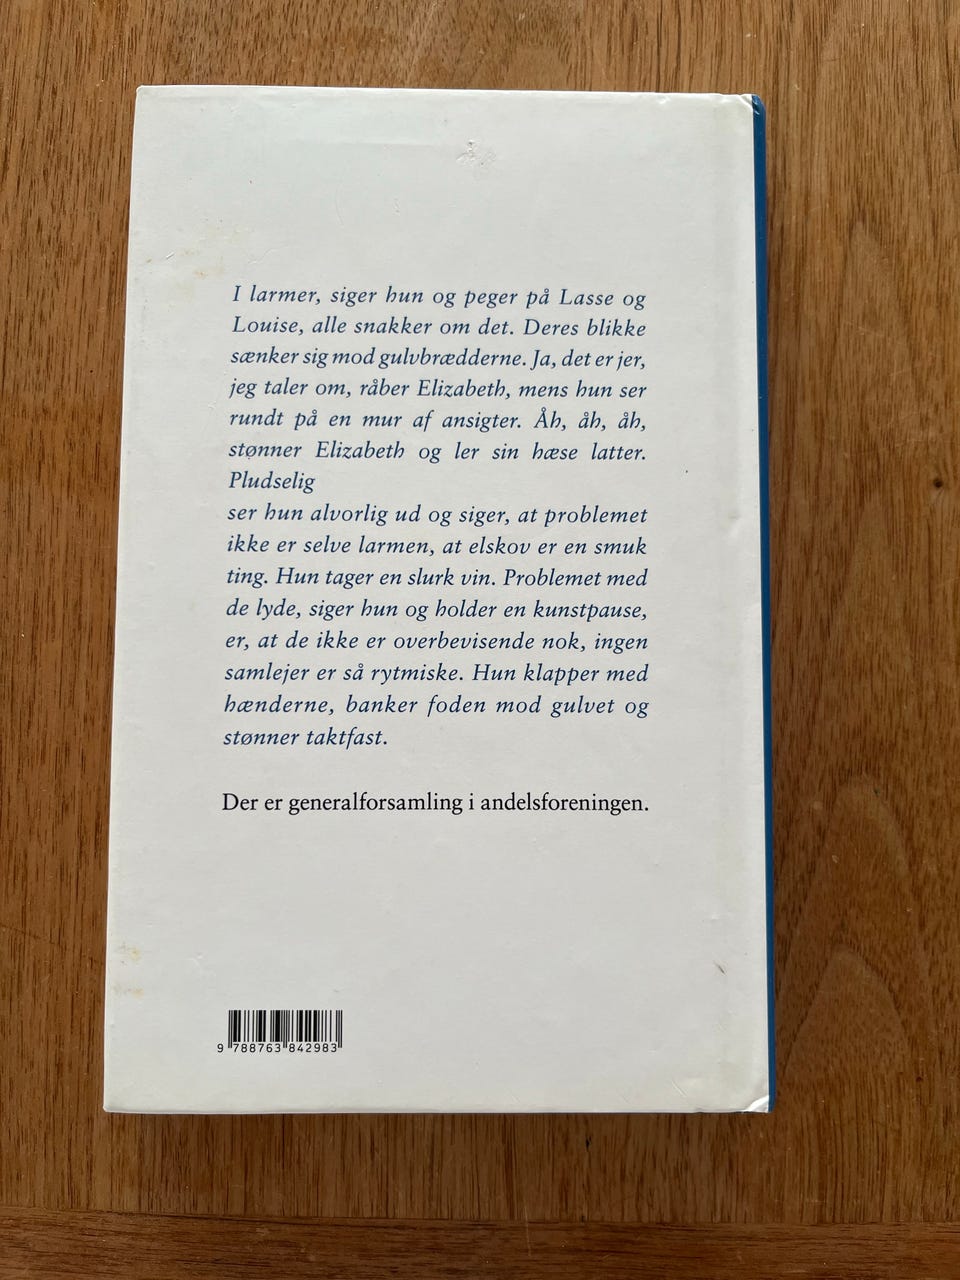 I larmer, siger hun og peger på Lasse og
Louise, alle snakker om det. Deres blikke
sænker sig mod gulvbrædderne. Ja, det er jer,
jeg taler om, råber Elizabeth, mens hun ser
rundt på en mur af ansigter. Åh, åh, åh,
stønner Elizabeth og ler sin hæse latter.
Pludselig
ser hun alvorlig ud og siger, at problemet
ikke er selve larmen, at elskov er en smuk
ting. Hun tager en slurk vin. Problemet med
de lyde, siger hun og holder en kunstpause,
er, at de ikke er overbevisende nok, ingen
samlejer er så rytmiske. Hun klapper med
hænderne, banker foden mod gulvet og
stønner taktfast.
Der er generalforsamling i andelsforeningen.
9 788763 842983